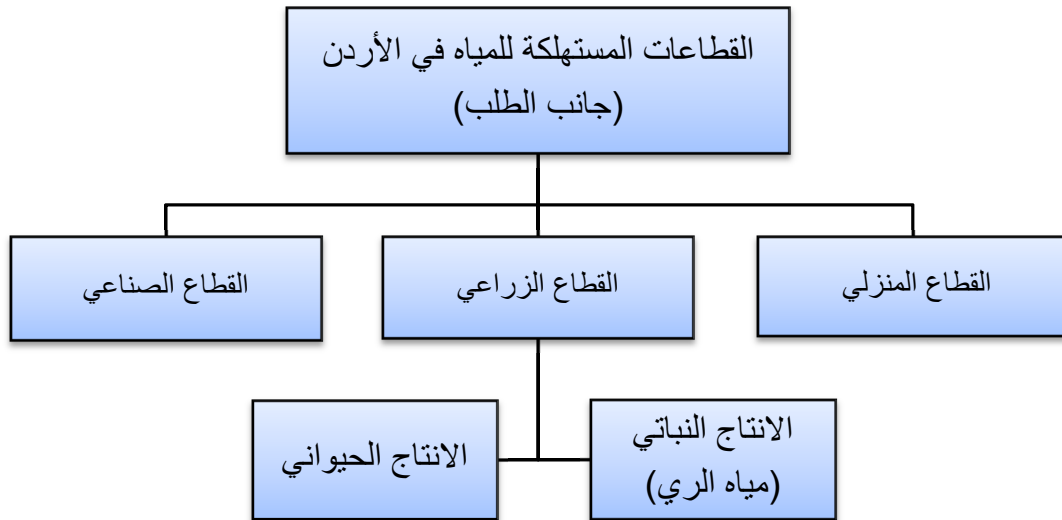 القطاعات المستهلكة للمياه في الأردن
(جانب الطلب)
القطاع المنزلي
القطاع الزراعي
القطاع الصناعي
الانتاج النباتي
(مياه الري)
الانتاج الحيواني